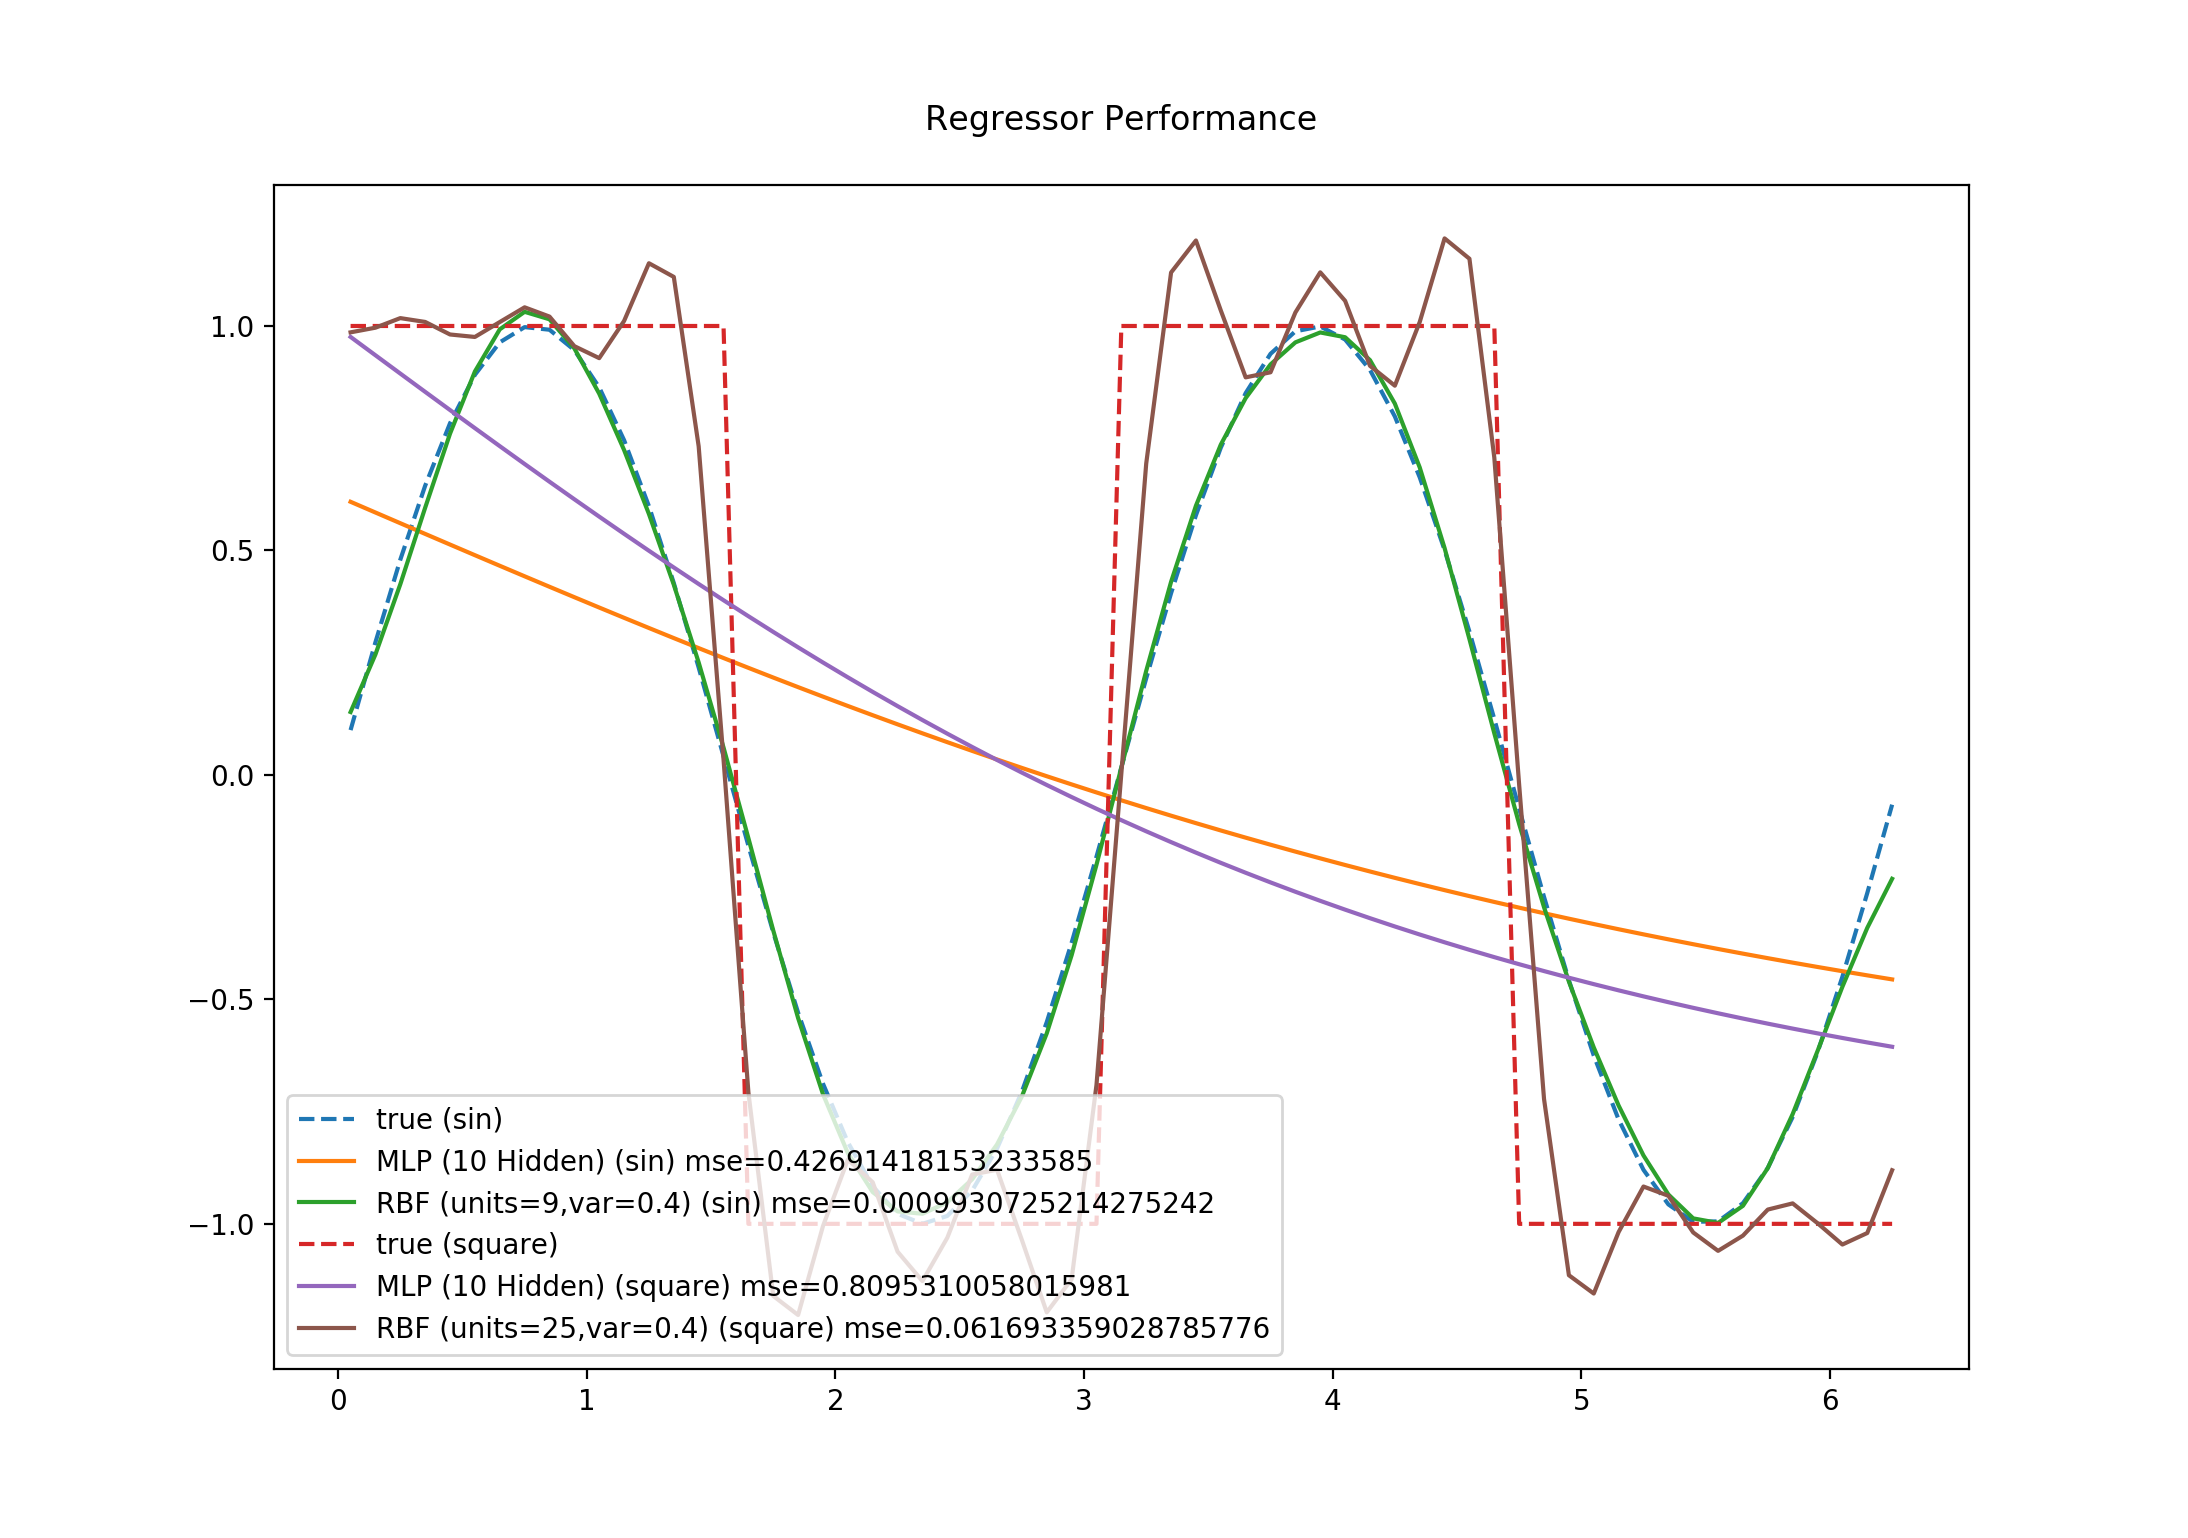 Regressor Performance
1.0
0.5
0.0
−0.5
−1.0
true (sin)
MLP (10 Hidden) (sin) mse=0.42691418153233585
RBF (units=9,var=0.4) (sin) mse=0.0009930725214275242
true (square)
MLP (10 Hidden) (square) mse=0.8095310058015981
RBF (units=25,var=0.4) (square) mse=0.061693359028785776
0 1 2 3 4 5 6